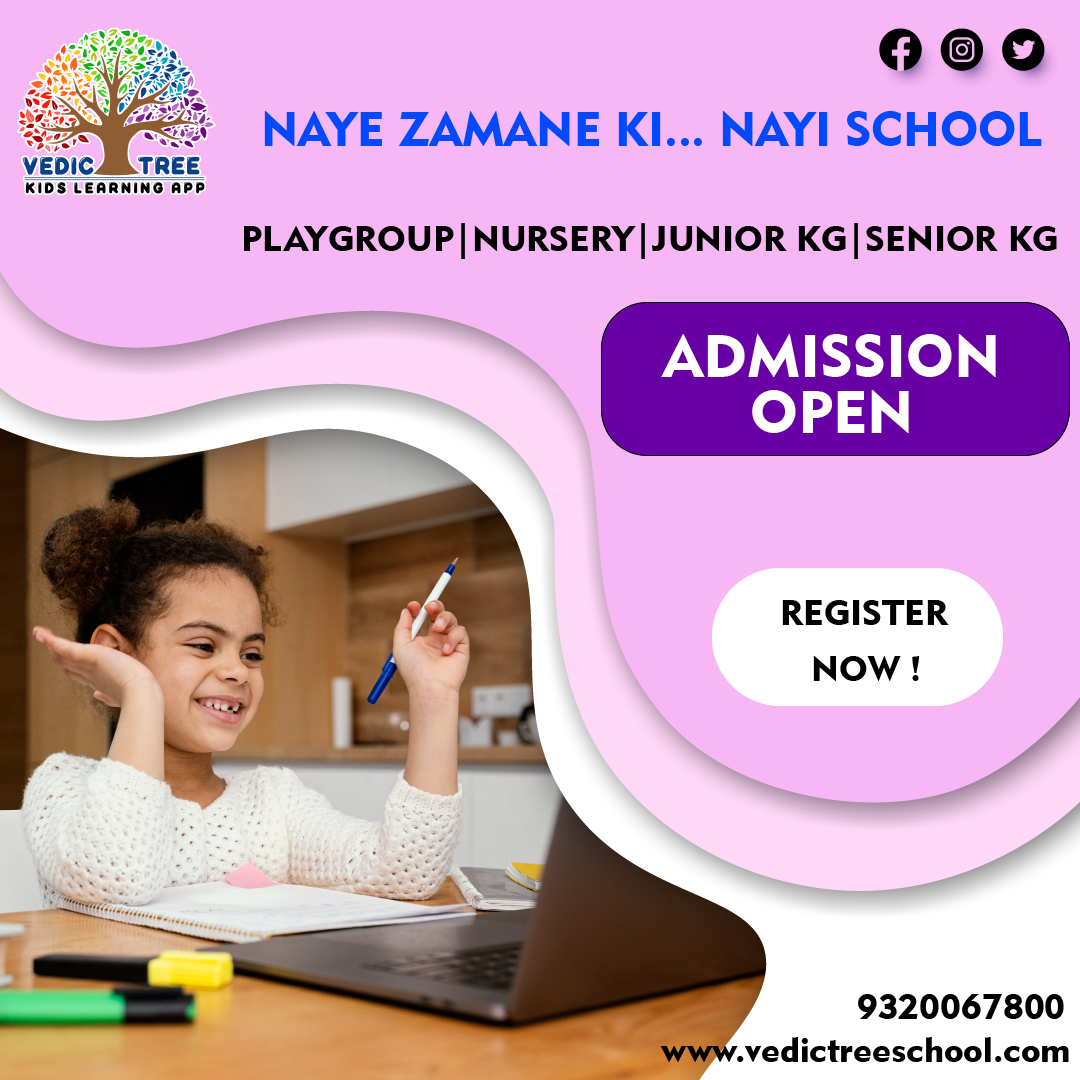 VEDIC TREE
KIDS LEARNING APP
NAYE ZAMANE KI... NAYI SCHOOL
PLAYGROUP|NURSERY|JUNIOR KG|SENIOR KG
ADMISSION
OPEN
REGISTER
NOW !
9320067800
www.vedictreeschool.com